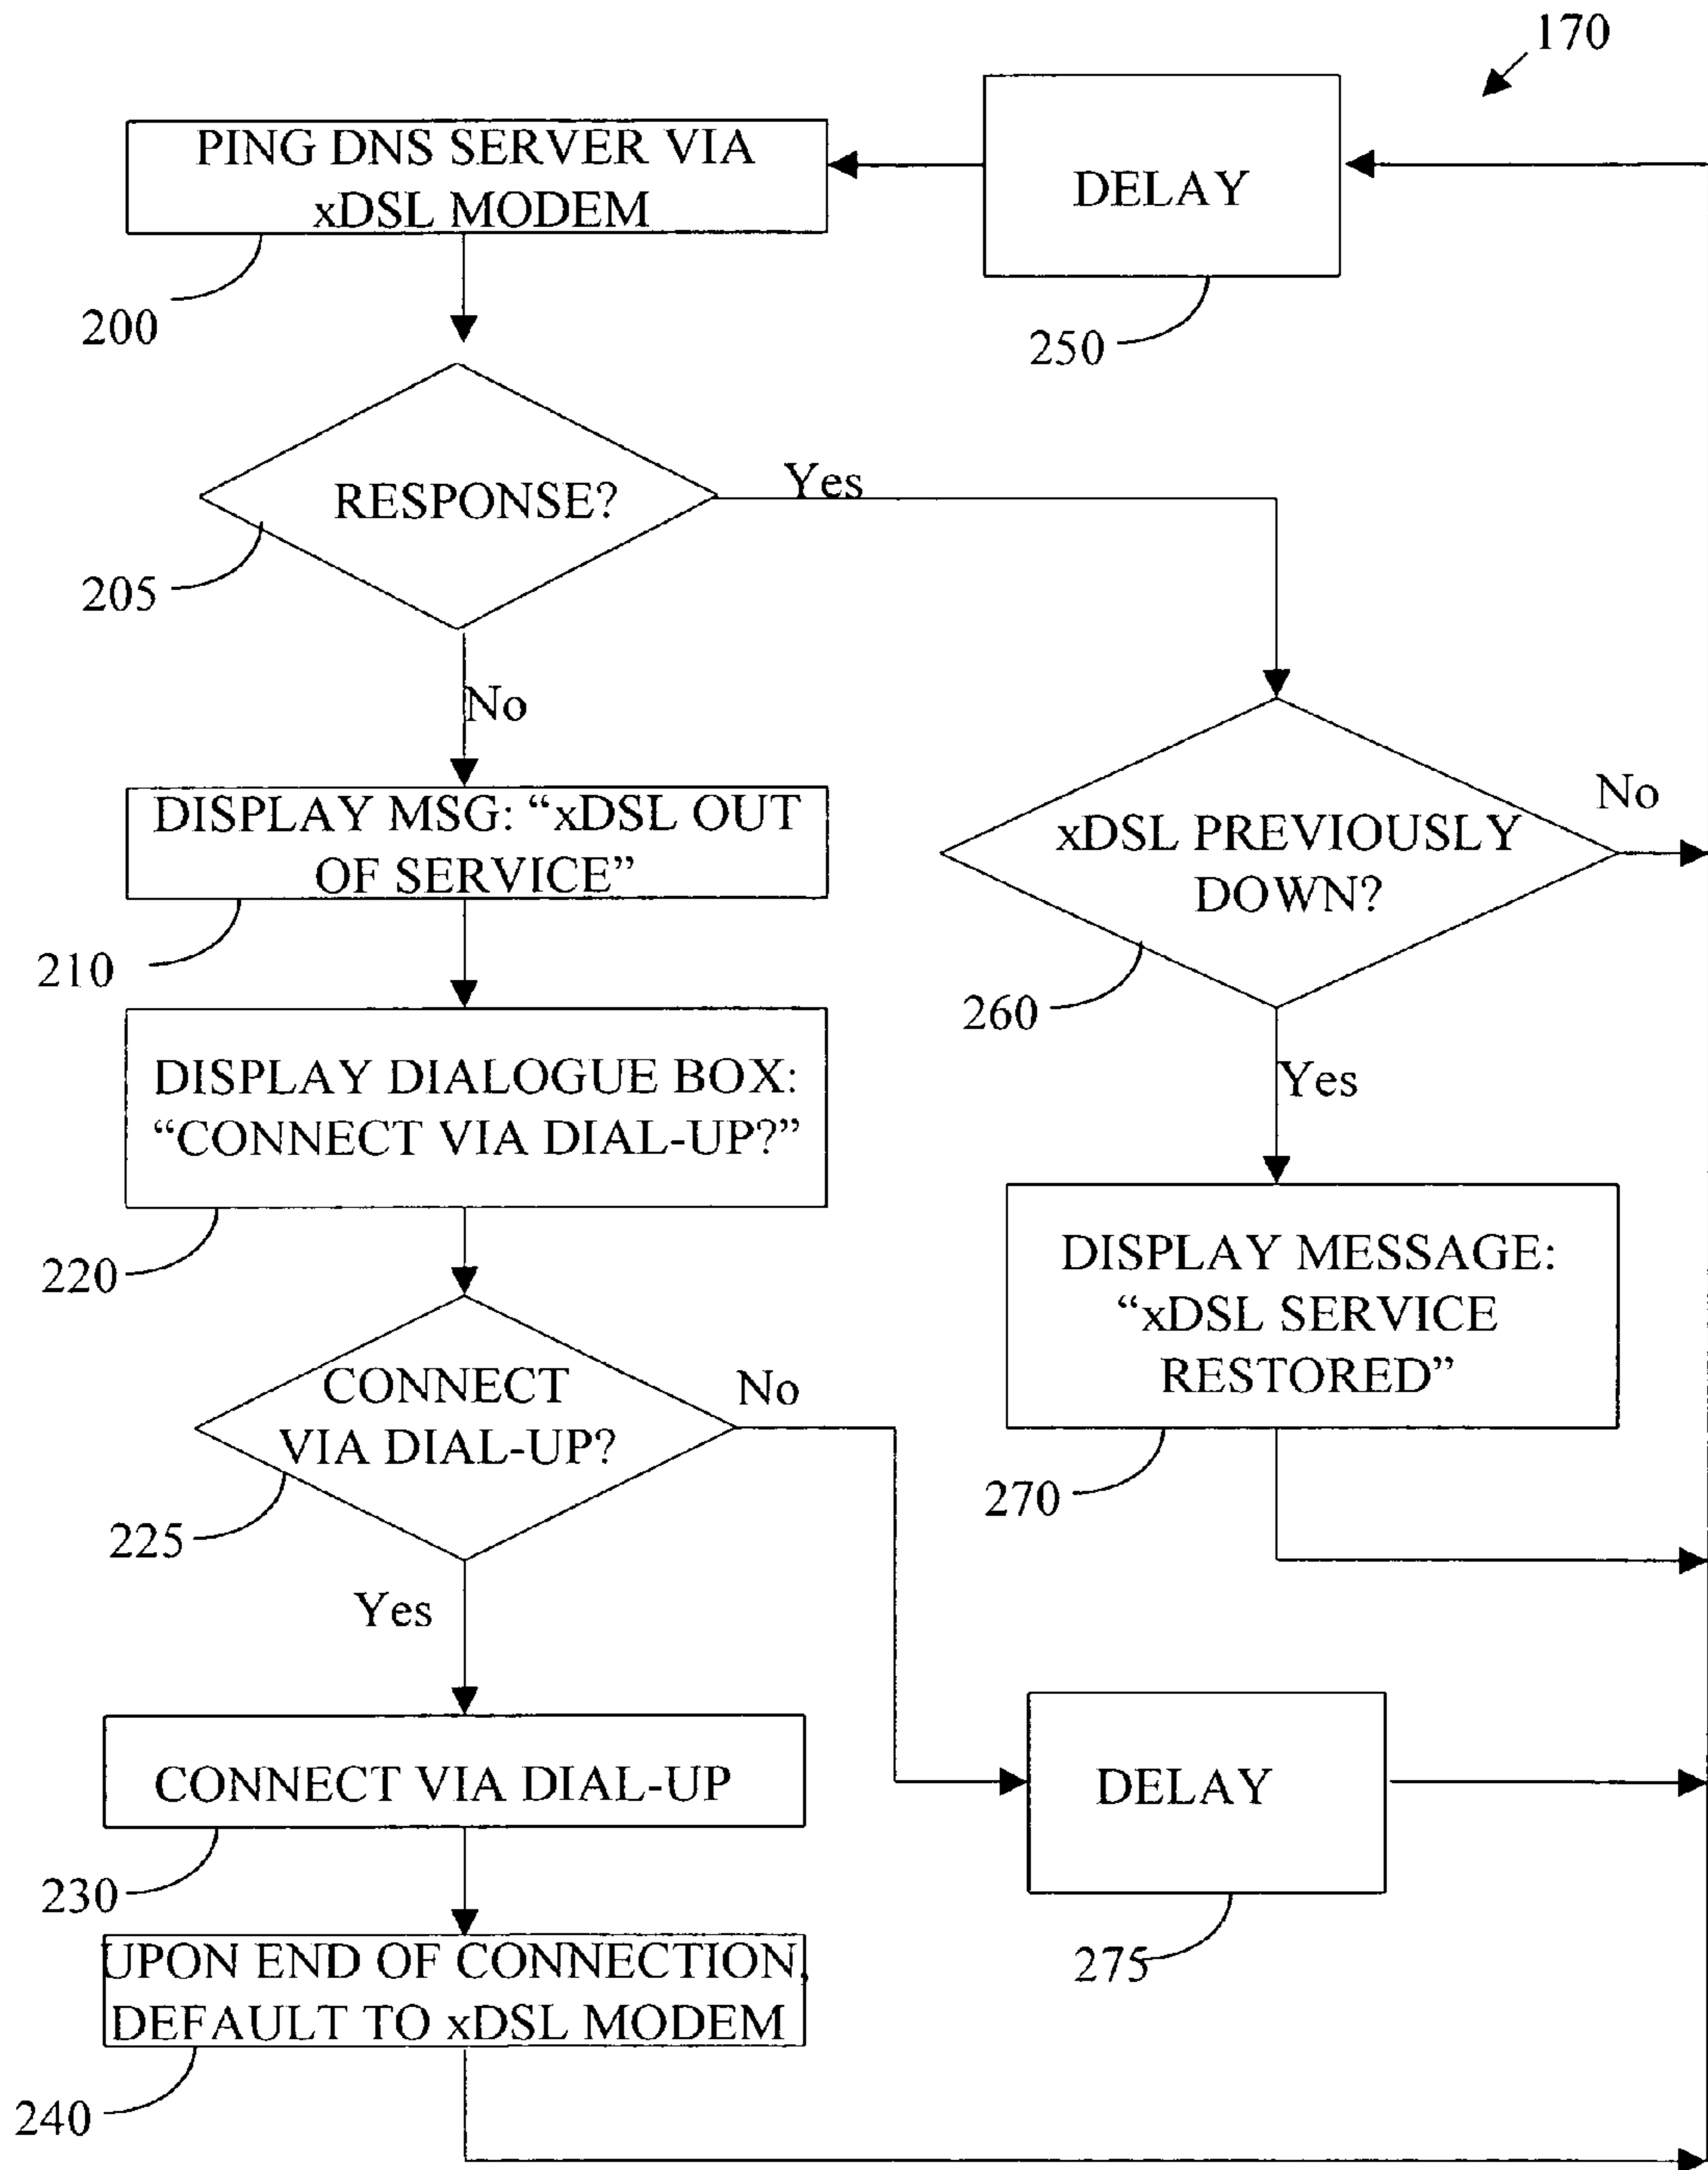 170
PING DNS SERVER VIA
xDSL MODEM
DELAY
200
250
RESPONSE?
Yes
205
No
DISPLAY MSG: “xDSL OUT
OF SERVICE”
210
xDSL PREVIOUSLY
DOWN?
No
260
Yes
DISPLAY DIALOGUE BOX:
“CONNECT VIA DIAL-UP?”
220
DISPLAY MESSAGE:
“xDSL SERVICE
RESTORED”
270
CONNECT
VIA DIAL-UP?
No
225
Yes
CONNECT VIA DIAL-UP
230
DELAY
275
UPON END OF CONNECTION,
DEFAULT TO xDSL MODEM
240